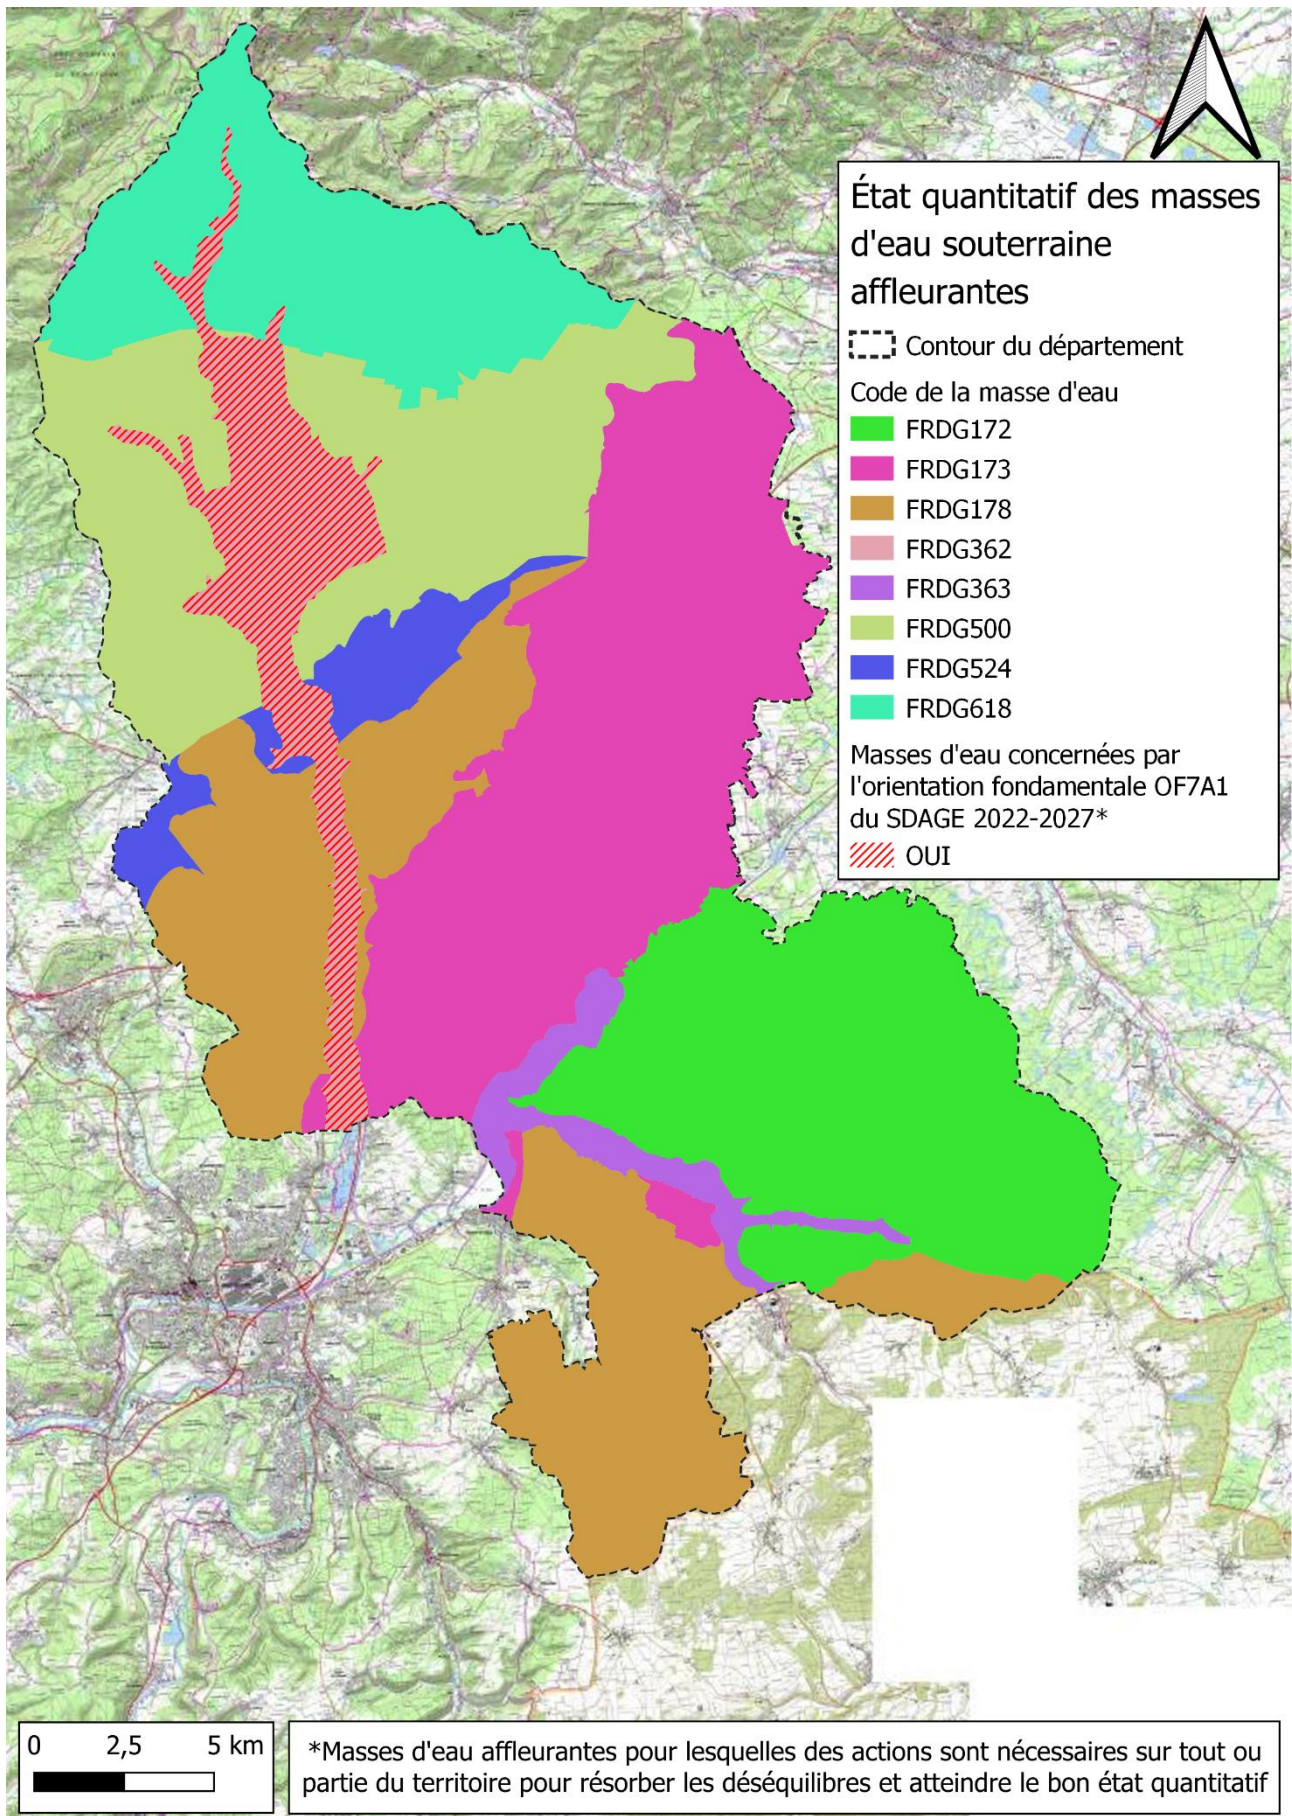 État quantitatif des masses
d'eau souterraine
affleurantes
Contour du département
Code de la masse d'eau
FRDG172
FRDG173
FRDG178
FRDG362
FRDG363
FRDG500
FRDG524
FRDG618
Masses d'eau concernées par
l'orientation fondamentale OF7A1
du SDAGE 2022-2027*
OUI
0 2,5 5 km
*Masses d'eau affleurantes pour lesquelles des actions sont nécessaires sur tout ou
partie du territoire pour résorber les déséquilibres et atteindre le bon état quantitatif